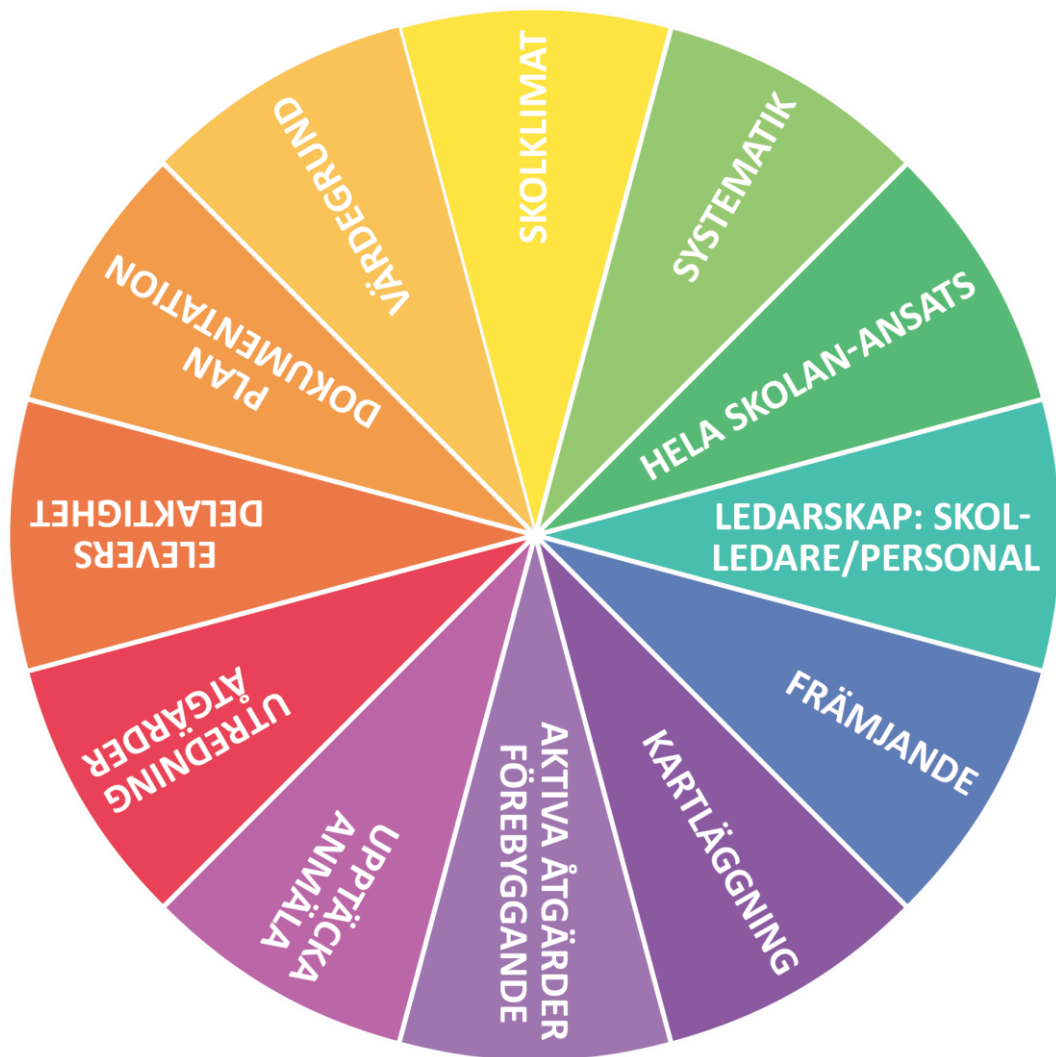 SKOLKLIMAT
SYSTEMATIK
HELA SKOLAN-ANSATS
LEDARSKAP: SKOL-
LEDARE/PERSONAL
FRÄMJANDE
KARTLÄGGNING
AKTIVA ÅTGÄRDER
FÖREBYGGANDE
UPPTÄCKA
ANMÄLA
UTREDNING
ÅTGÄRDER
ELEVERS
DELAKTIGHET
PLAN
DOKUMENTATION
VÄRDEGRUND